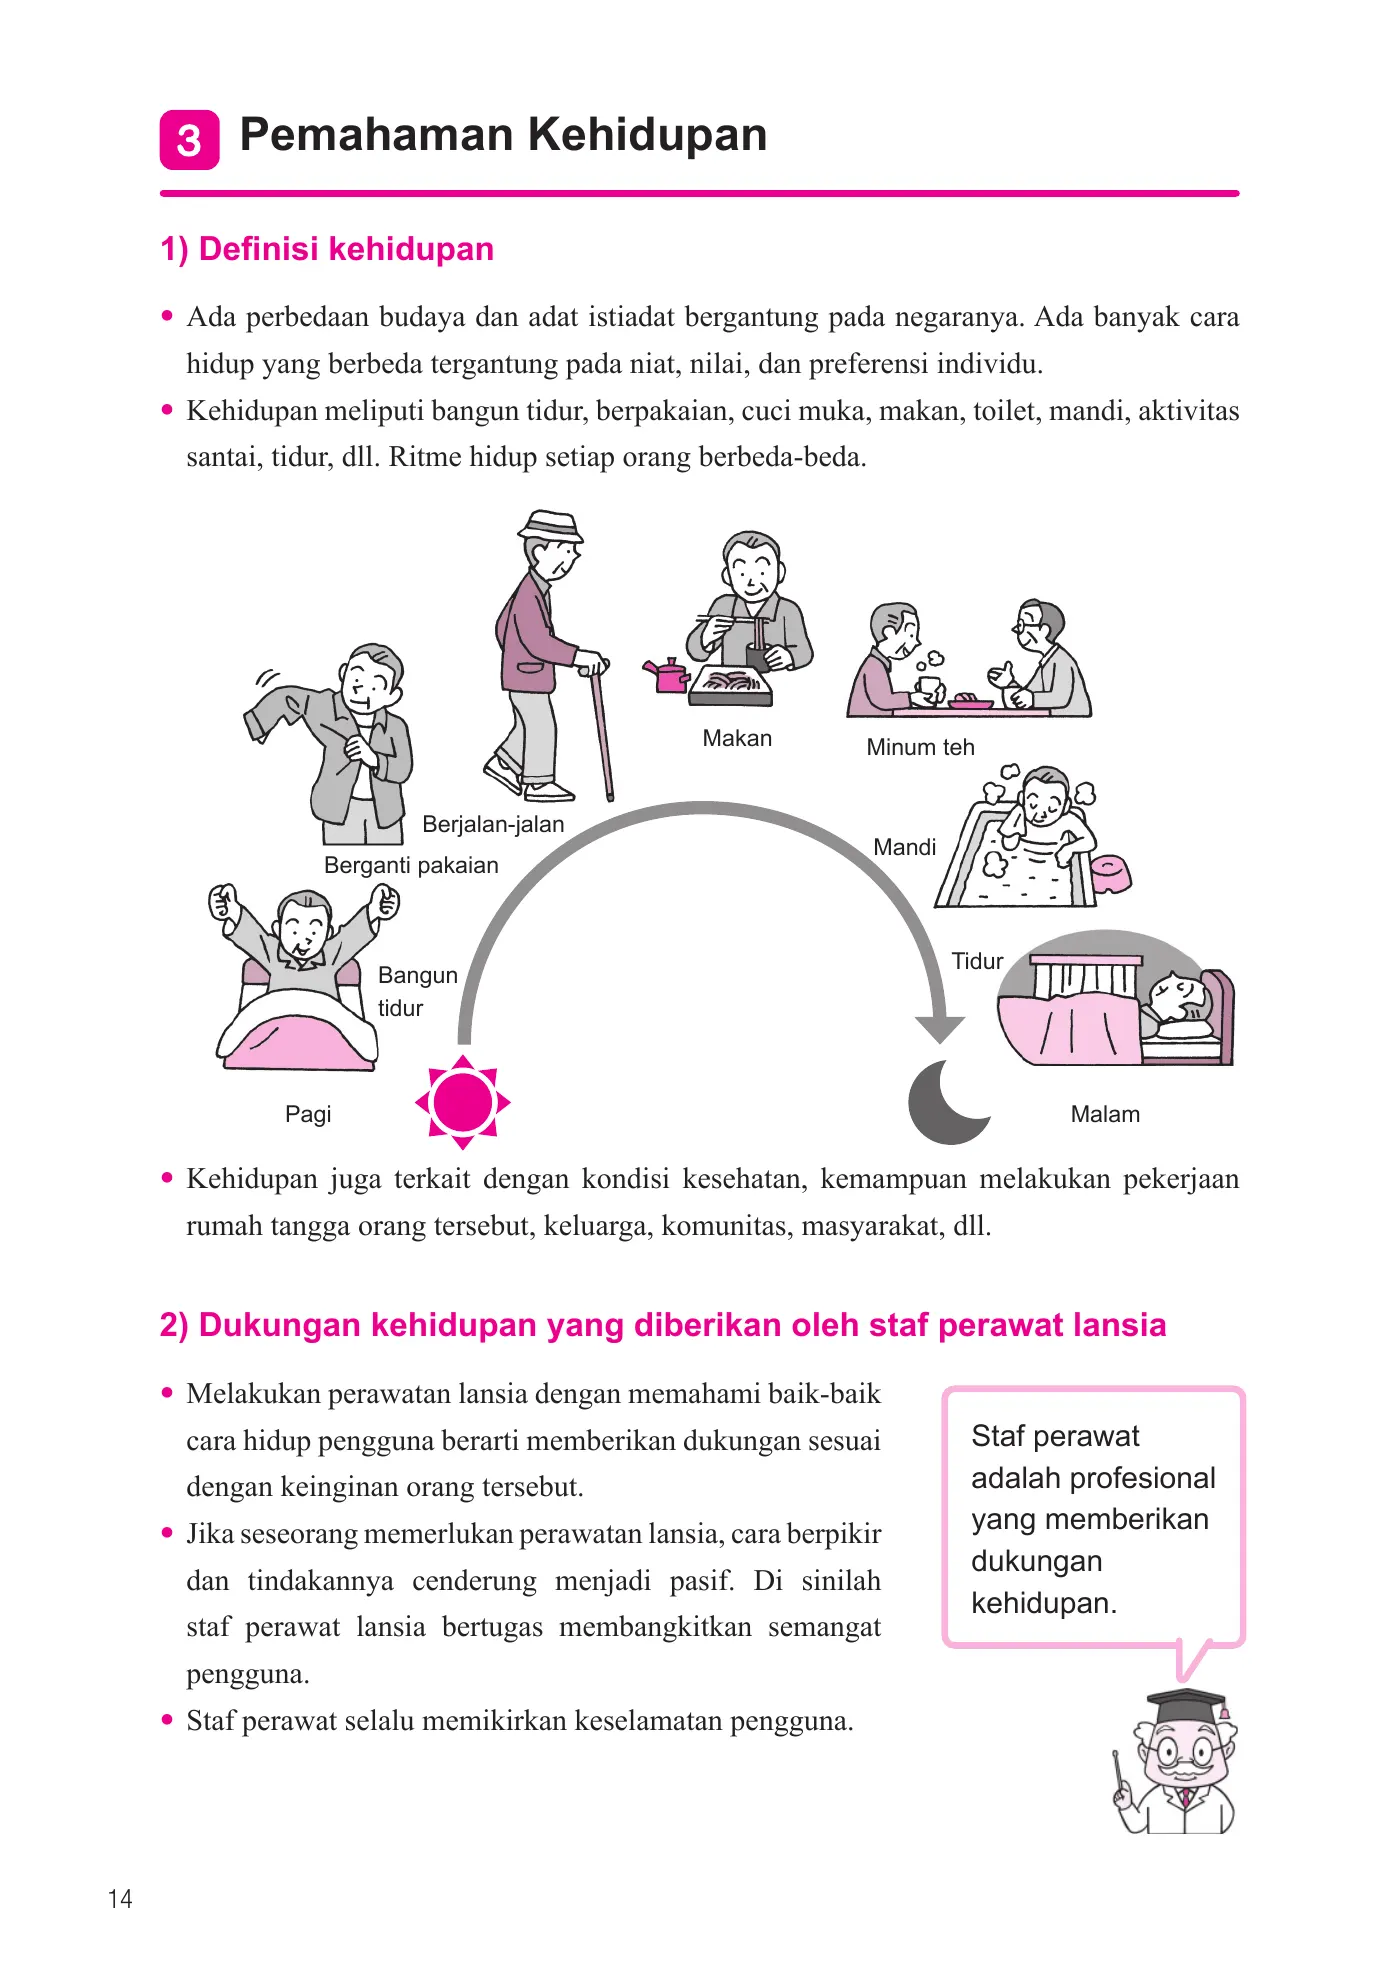 3 Pemahaman Kehidupan
1) Definisi kehidupan
• Ada perbedaan budaya dan adat istiadat bergantung pada negaranya. Ada banyak cara
hidup yang berbeda tergantung pada niat, nilai, dan preferensi individu.
• Kehidupan meliputi bangun tidur, berpakaian, cuci muka, makan, toilet, mandi, aktivitas
santai, tidur, dll. Ritme hidup setiap orang berbeda-beda.
Makan
Minum teh
Berjalan-jalan
Mandi
Berganti pakaian
Tidur
Bangun
tidur
Pagi
Malam
• Kehidupan juga terkait dengan kondisi kesehatan, kemampuan melakukan pekerjaan
rumah tangga orang tersebut, keluarga, komunitas, masyarakat, dll.
2) Dukungan kehidupan yang diberikan oleh staf perawat lansia
• Melakukan perawatan lansia dengan memahami baik-baik
cara hidup pengguna berarti memberikan dukungan sesuai
dengan keinginan orang tersebut.
• Jika seseorang memerlukan perawatan lansia, cara berpikir
dan tindakannya cenderung menjadi pasif. Di sinilah
staf perawat lansia bertugas membangkitkan semangat
pengguna.
• Staf perawat selalu memikirkan keselamatan pengguna.
Staf perawat
adalah profesional
yang memberikan
dukungan
kehidupan.
14